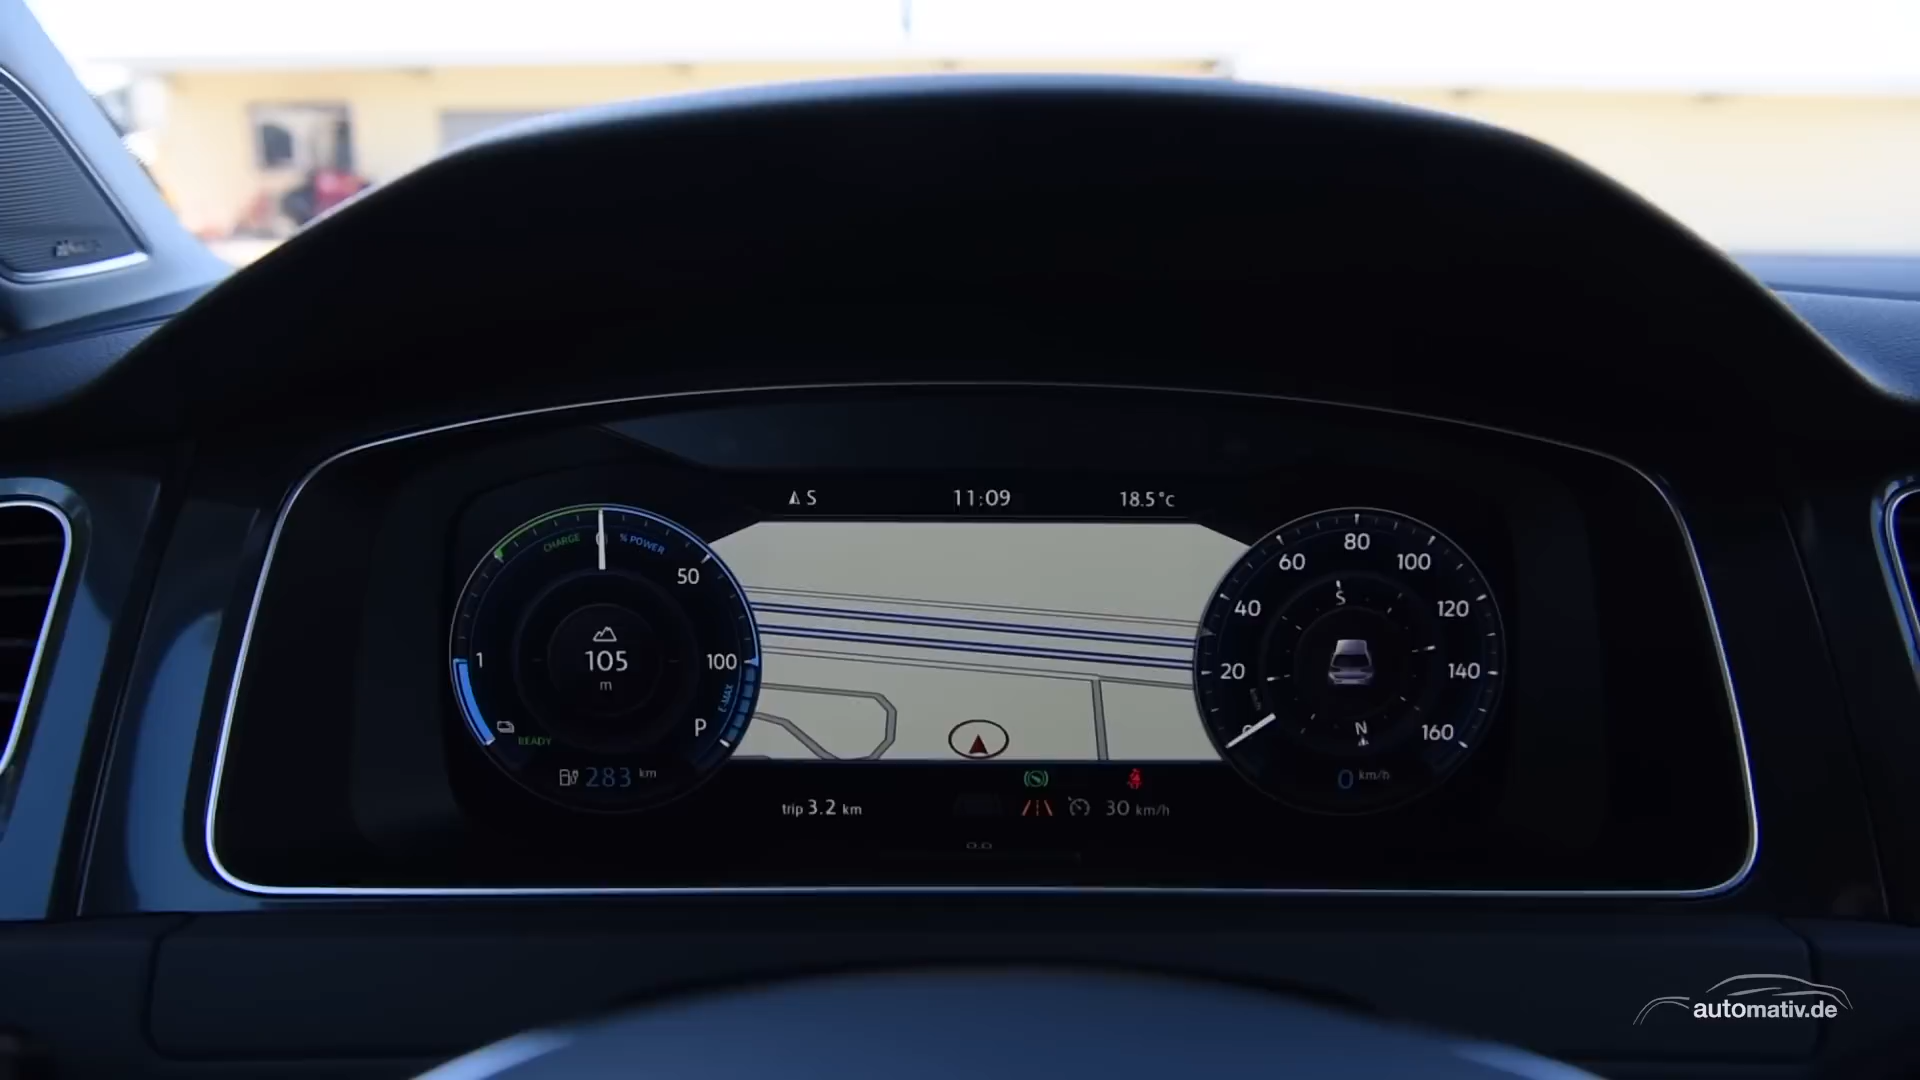 S
11:09
18.5°C
CHARGE
% POWER
50
1
105
m
100
E-MAX
P
READY
283 km
60
80
100
40
120
S
20
140
N
160
0 km/h
trip 3.2 km
30 km/h
automativ.de